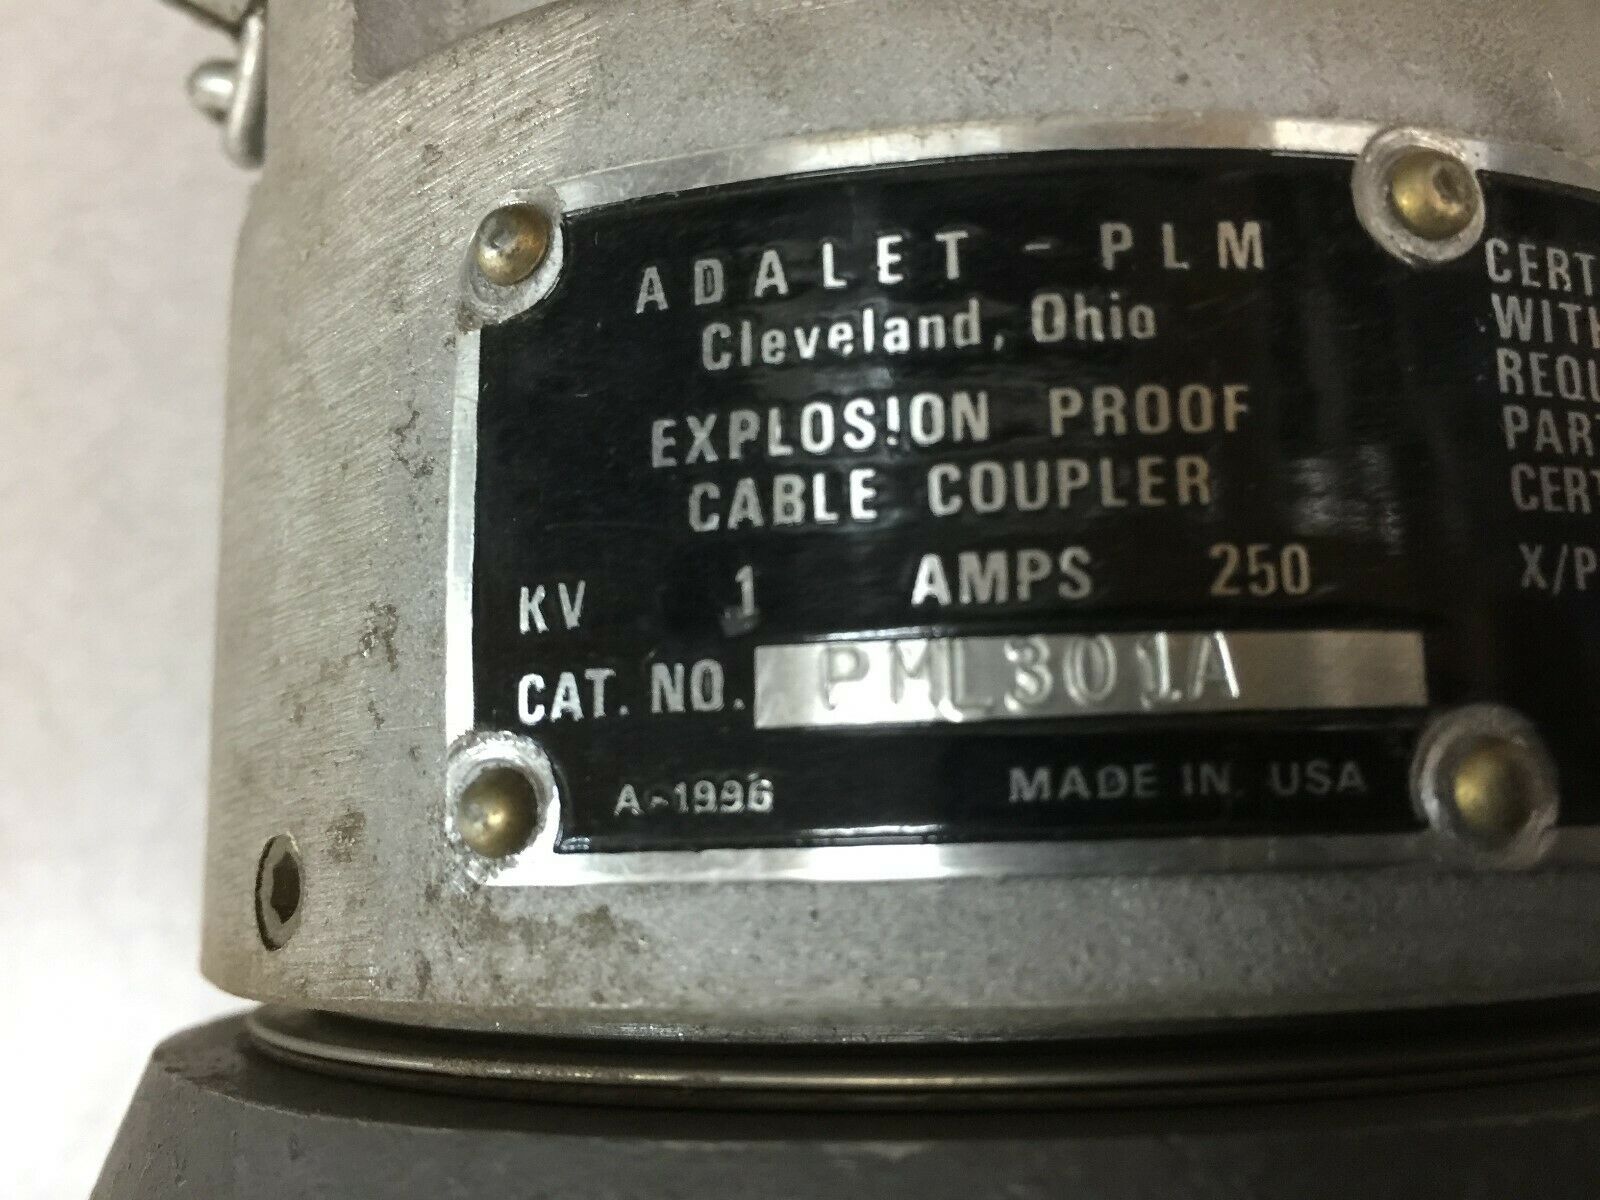 ADALET - PLM
Cleveland, Ohio
EXPLOSION PROOF
CABLE COUPLER
KV 1 AMPS 250
CAT. NO. PML301A
A-1996 MADE IN USA
X/P